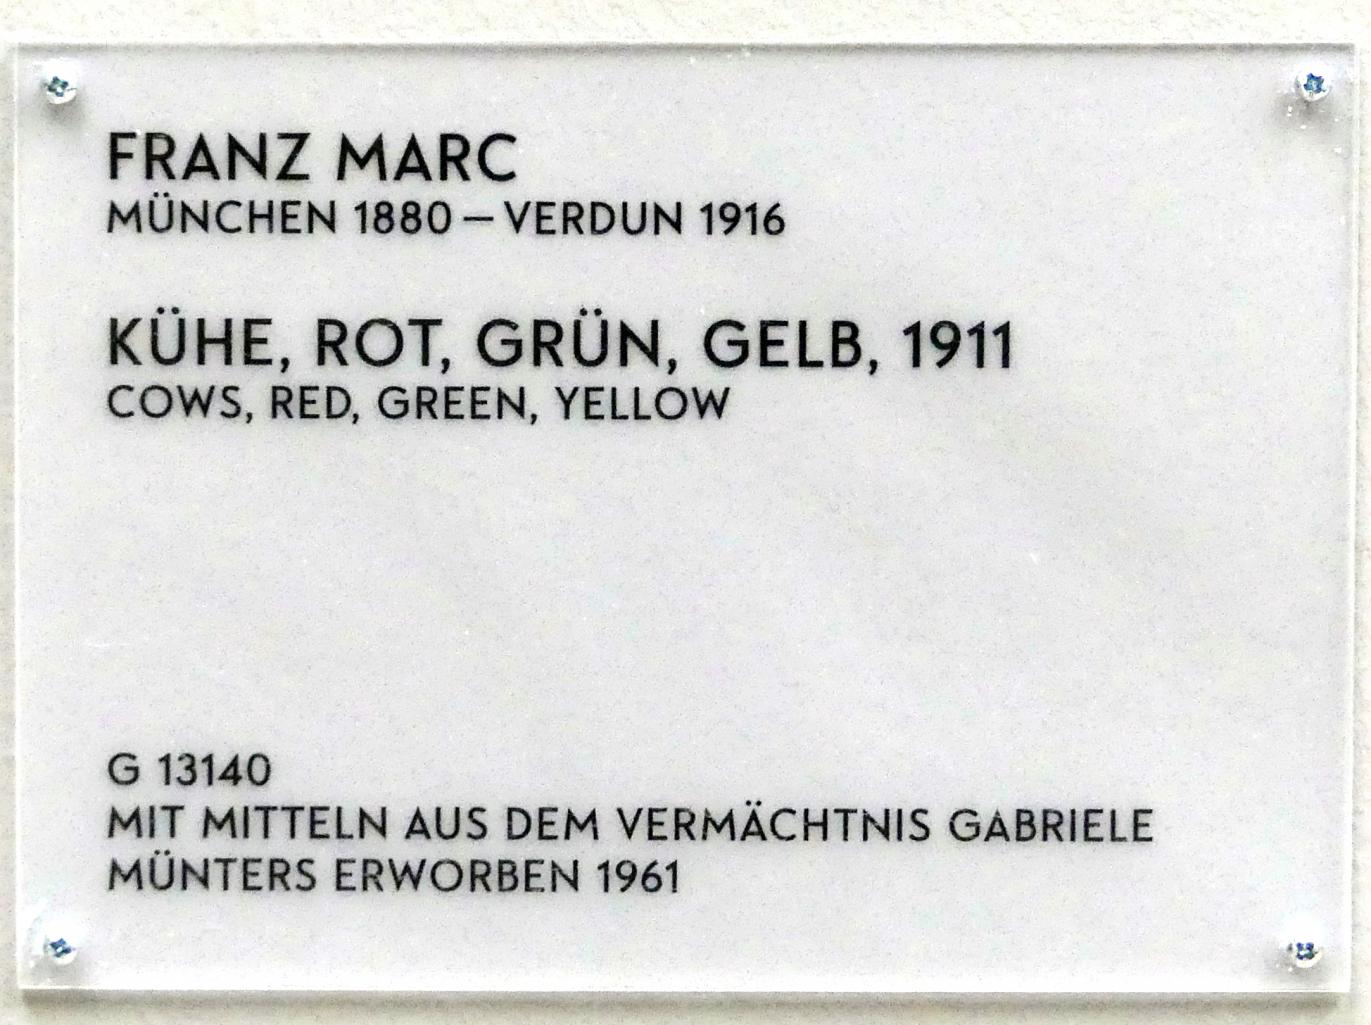 FRANZ MARC
MÜNCHEN 1880 – VERDUN 1916
KÜHE, ROT, GRÜN, GELB, 1911
COWS, RED, GREEN, YELLOW
G 13140
MIT MITTELN AUS DEM VERMÄCHTNIS GABRIELE
MÜNTERS ERWORBEN 1961